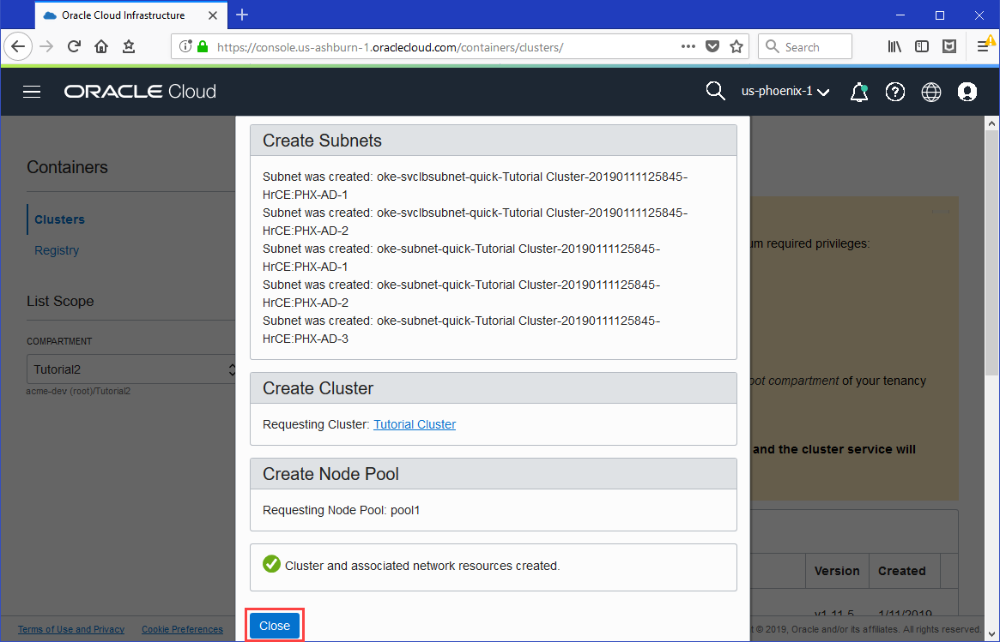 Oracle Cloud Infrastructure
https://console.us-ashburn-1.oraclecloud.com/containers/clusters/
Search
ORACLE Cloud
us-phoenix-1
Containers
Clusters
Registry
List Scope
COMPARTMENT
Tutorial2
acme-dev (root)/Tutorial2
Create Subnets
Subnet was created: oke-svclbsubnet-quick-Tutorial Cluster-20190111125845-
HrCE:PHX-AD-1
Subnet was created: oke-svclbsubnet-quick-Tutorial Cluster-20190111125845-
HrCE:PHX-AD-2
Subnet was created: oke-subnet-quick-Tutorial Cluster-20190111125845-
HrCE:PHX-AD-1
Subnet was created: oke-subnet-quick-Tutorial Cluster-20190111125845-
HrCE:PHX-AD-2
Subnet was created: oke-subnet-quick-Tutorial Cluster-20190111125845-
HrCE:PHX-AD-3
Create Cluster
Requesting Cluster: Tutorial Cluster
Create Node Pool
Requesting Node Pool: pool1
Cluster and associated network resources created.
Close
required privileges:
compartment of your tenancy
and the cluster service will
Version Created
v1.11.5 1/11/2019
Terms of Use and Privacy Cookie Preferences
© 2019, Oracle and/or its affiliates. All rights reserved.